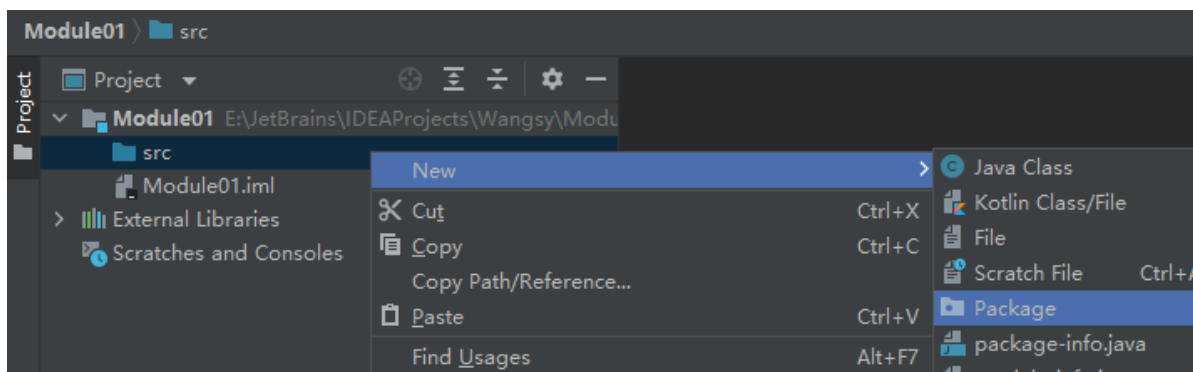 Module01 src
Project
Project
Module01 E:\JetBrains\IDEAProjects\Wangsy\Modu
src
Module01.iml
External Libraries
Scratches and Consoles
New
Cut Ctrl+X
Copy Ctrl+C
Copy Path/Reference...
Paste Ctrl+V
Find Usages Alt+F7
Java Class
Kotlin Class/File
File
Scratch File Ctrl+A
Package
package-info.java